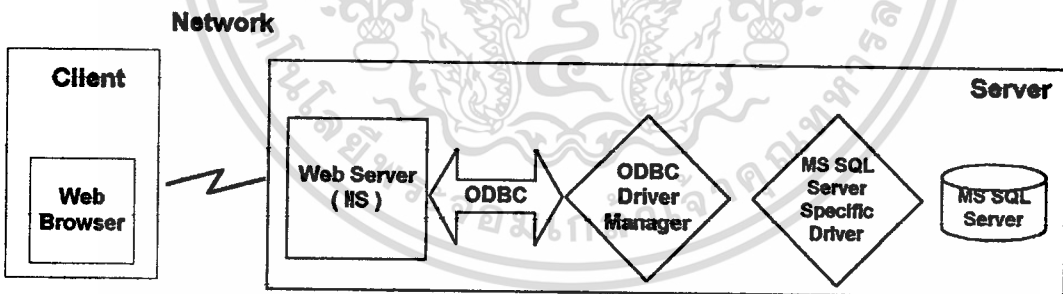 Network
Client
Web
Browser
Server
Web Server
( IIS )
ODBC
ODBC
Driver
Manager
MS SQL
Server
Specific
Driver
MS SQL
Server